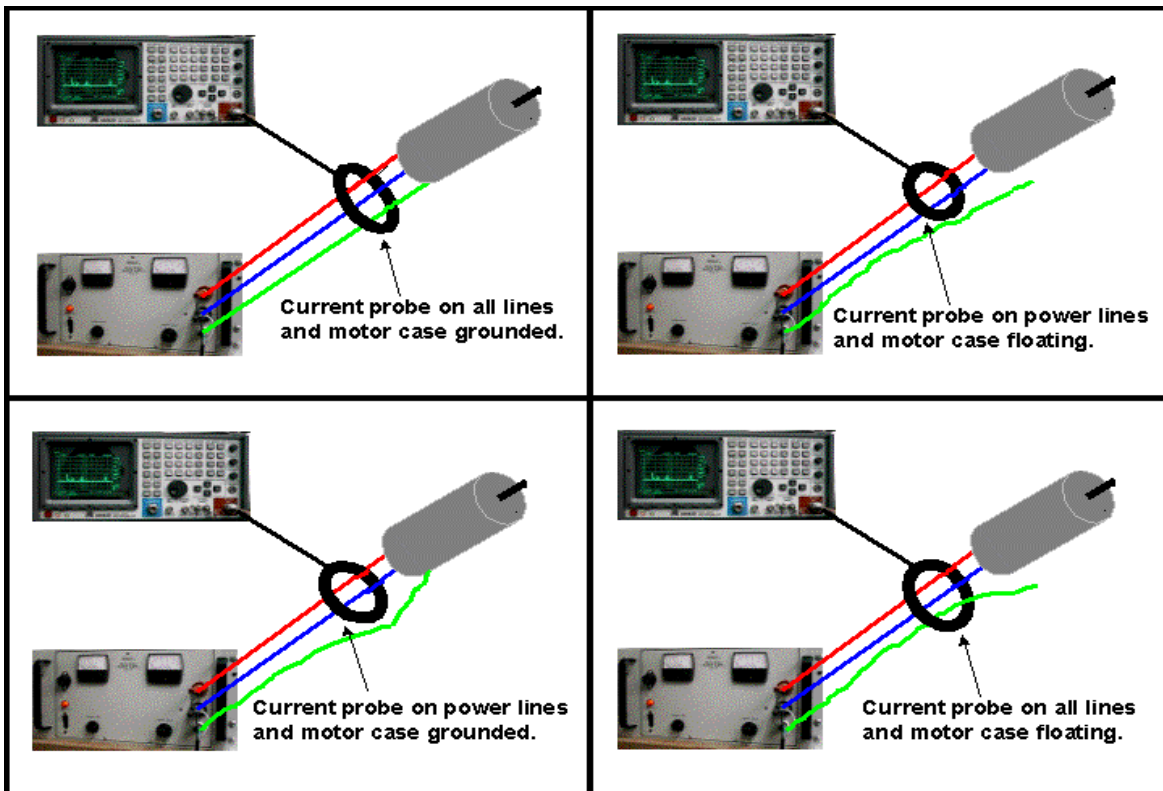 Current probe on all lines
and motor case grounded.
Current probe on power lines
and motor case floating.
Current probe on power lines
and motor case grounded.
Current probe on all lines
and motor case floating.